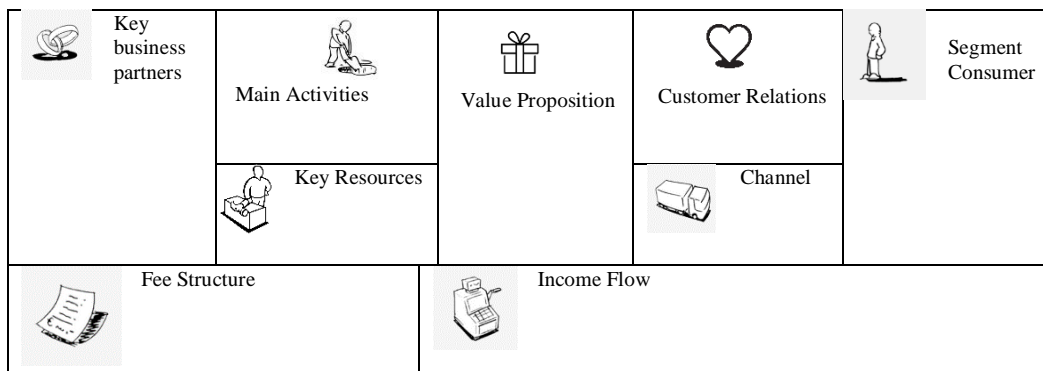 Key
business
partners
Main Activities
Key Resources
Value Proposition
Customer Relations
Channel
Segment
Consumer
Fee Structure
Income Flow